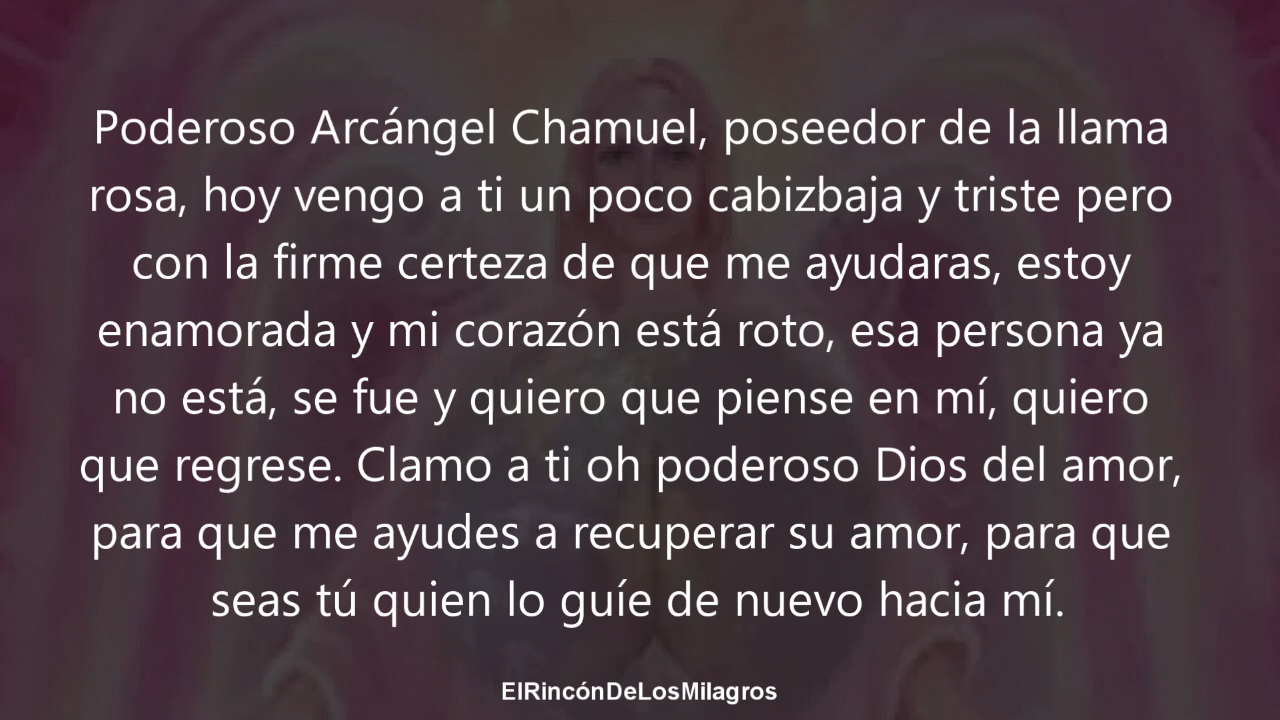 Poderoso Arcángel Chamuel, poseedor de la llama
rosa, hoy vengo a ti un poco cabizbaja y triste pero
con la firme certeza de que me ayudaras, estoy
enamorada y mi corazón está roto, esa persona ya
no está, se fue y quiero que piense en mí, quiero
que regrese. Clamo a ti oh poderoso Dios del amor,
para que me ayudes a recuperar su amor, para que
seas tú quien lo guíe de nuevo hacia mí.
ElRincónDeLosMilagros